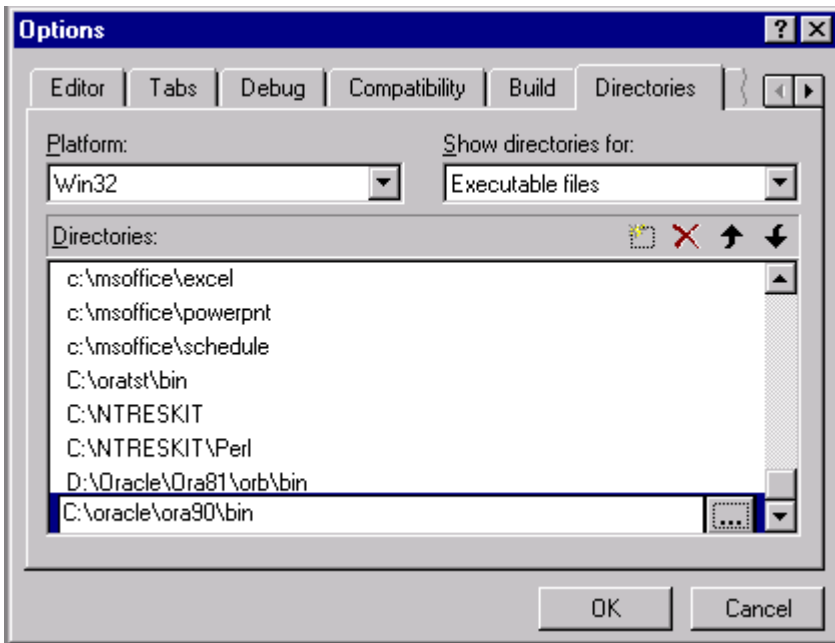 Options
Editor Tabs Debug Compatibility Build Directories
Platform: Show directories for:
Win32 Executable files
Directories:
c:\msoffice\excel
c:\msoffice\powerpnt
c:\msoffice\schedule
C:\oratst\bin
C:\NTRESKIT
C:\NTRESKIT\Perl
D:\Oracle\Ora81\orb\bin
C:\oracle\ora90\bin ...
OK Cancel